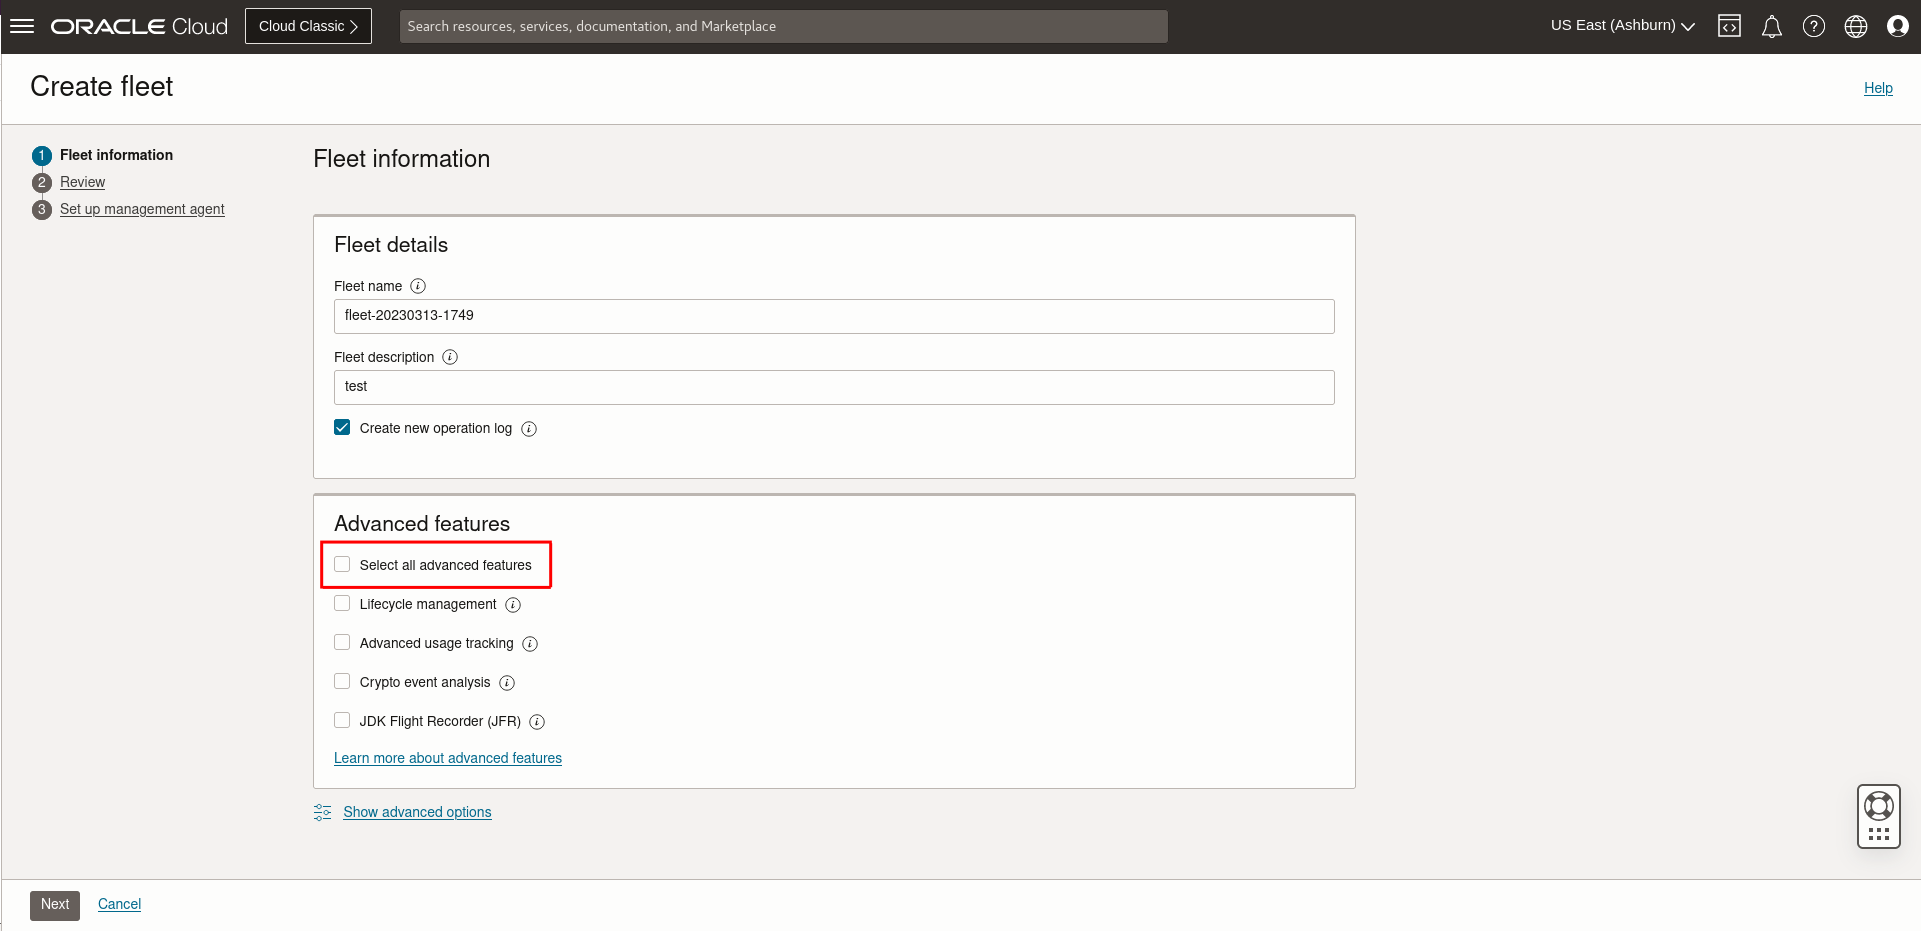 ORACLE Cloud
Cloud Classic
Search resources, services, documentation, and Marketplace
US East (Ashburn)
Create fleet
Help
1 Fleet information
2 Review
3 Set up management agent
Fleet information
Fleet details
Fleet name
fleet-20230313-1749
Fleet description
test
Create new operation log
Advanced features
Select all advanced features
Lifecycle management
Advanced usage tracking
Crypto event analysis
JDK Flight Recorder (JFR)
Learn more about advanced features
Show advanced options
Next
Cancel